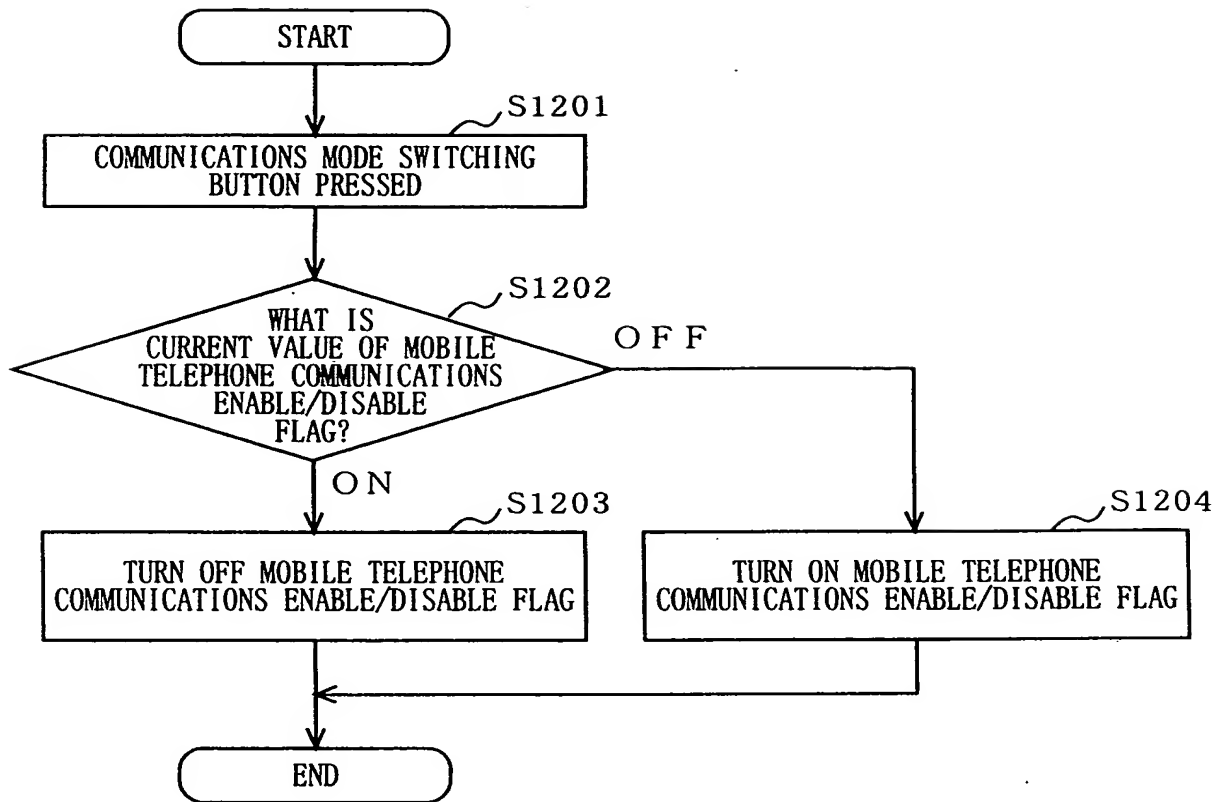 START
S1201
COMMUNICATIONS MODE SWITCHING
BUTTON PRESSED
S1202
WHAT IS
CURRENT VALUE OF MOBILE
TELEPHONE COMMUNICATIONS
ENABLE/DISABLE
FLAG?
OFF
ON
S1203
TURN OFF MOBILE TELEPHONE
COMMUNICATIONS ENABLE/DISABLE FLAG
S1204
TURN ON MOBILE TELEPHONE
COMMUNICATIONS ENABLE/DISABLE FLAG
END